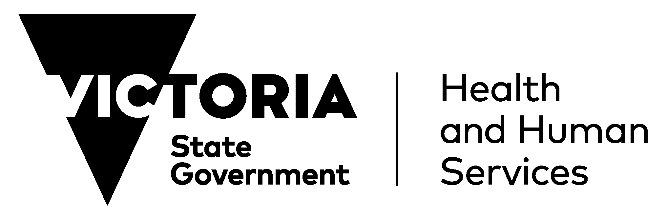 VICTORIA
State
Government
Health
and Human
Services